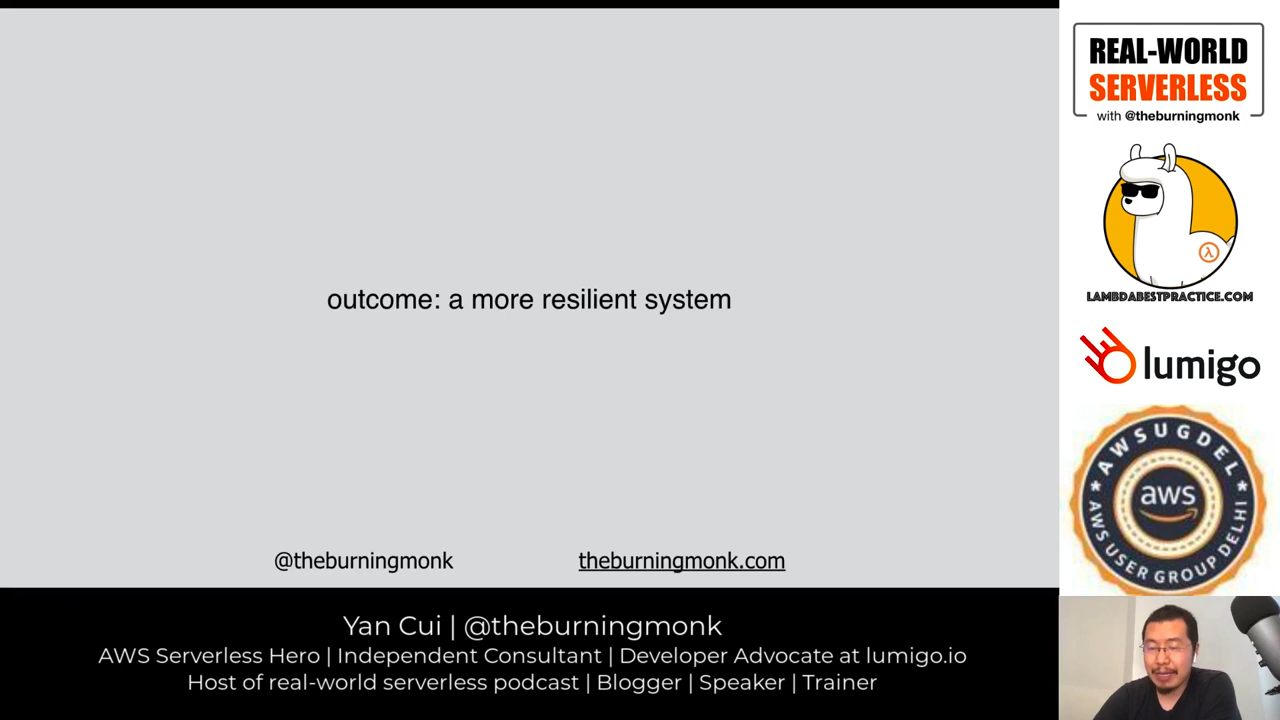 outcome: a more resilient system
@theburningmonk theburningmonk.com
Yan Cui | @theburningmonk
AWS Serverless Hero | Independent Consultant | Developer Advocate at lumigo.io
Host of real-world serverless podcast | Blogger | Speaker | Trainer
REAL-WORLD
SERVERLESS
with @theburningmonk
λ
LAMBDABESTPRACTICE.COM
lumigo
* AWSUGDEL *
aws
AWS USER GROUP DELHI